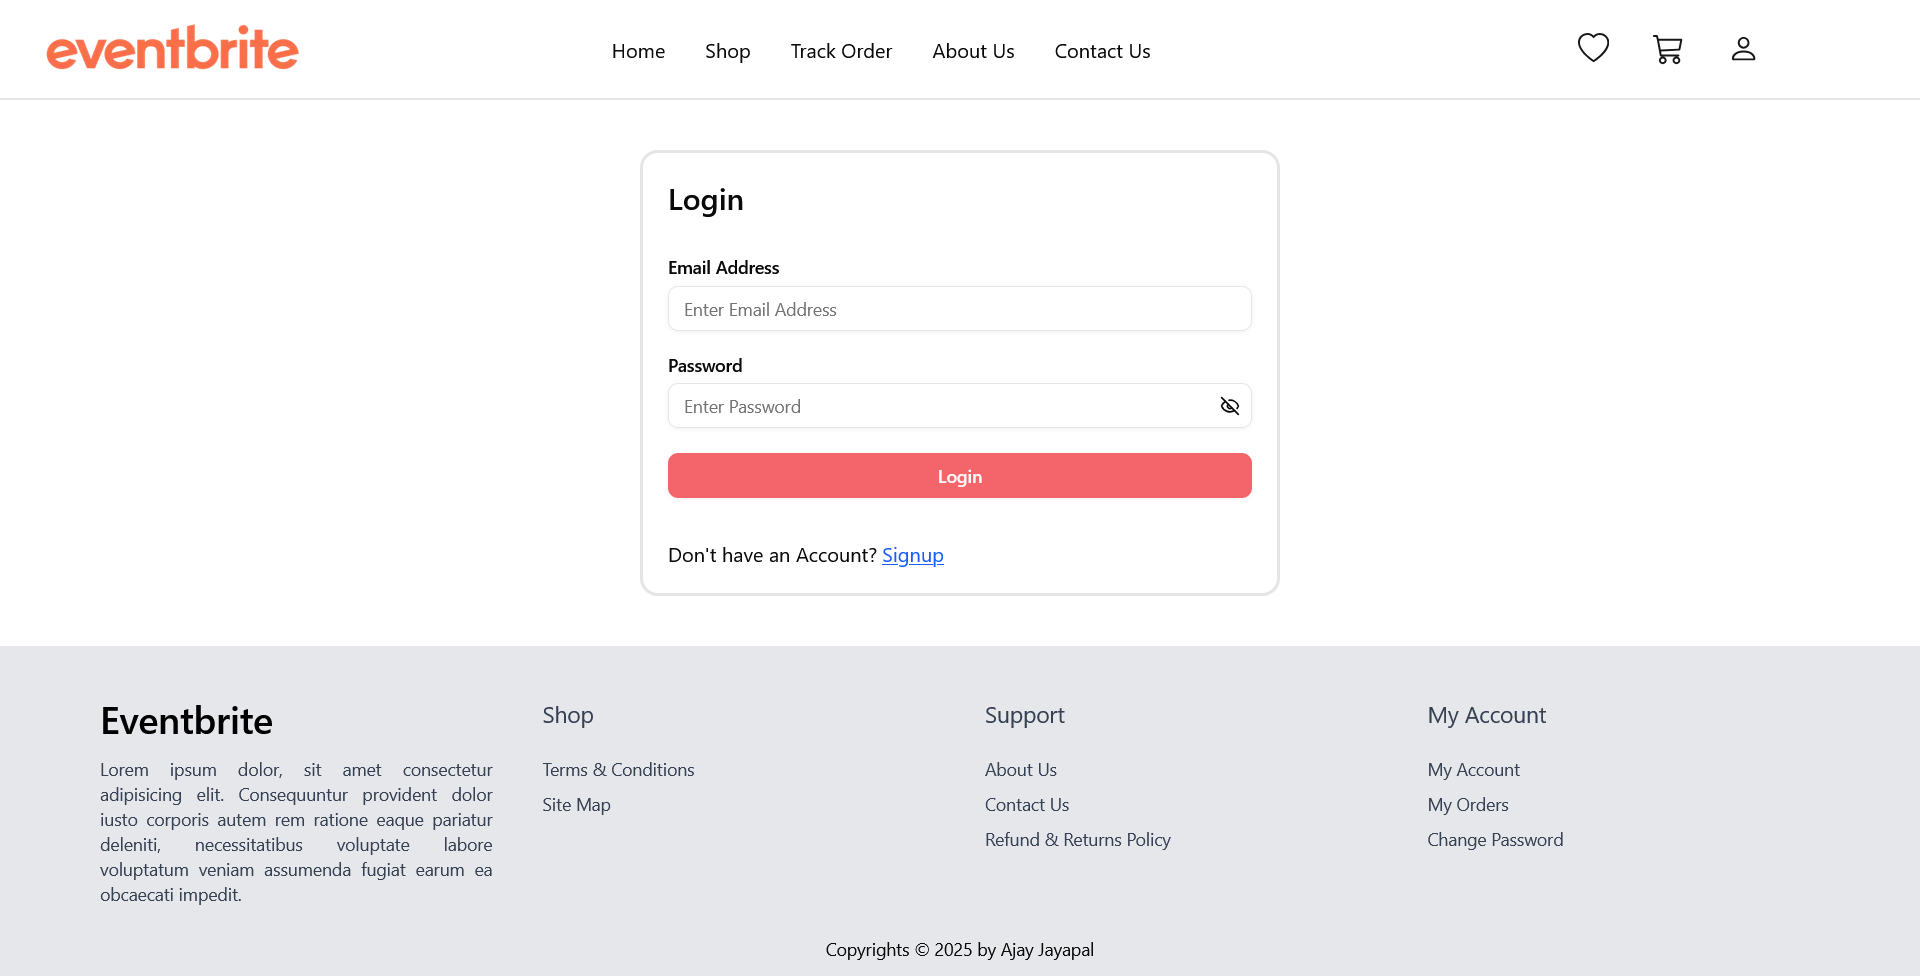 eventbrite
Home Shop Track Order About Us Contact Us
Login
Email Address
Enter Email Address
Password
Enter Password
Login
Don't have an Account? Signup
Eventbrite
Lorem ipsum dolor, sit amet consectetur
adipisicing elit. Consequuntur provident dolor
iusto corporis autem rem ratione eaque pariatur
deleniti, necessitatibus voluptate labore
voluptatum veniam assumenda fugiat earum ea
obcaecati impedit.
Shop
Terms & Conditions
Site Map
Support
About Us
Contact Us
Refund & Returns Policy
My Account
My Account
My Orders
Change Password
Copyrights © 2025 by Ajay Jayapal